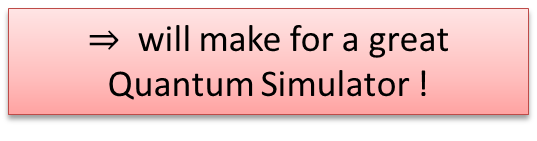 ⇒ will make for a great
Quantum Simulator !